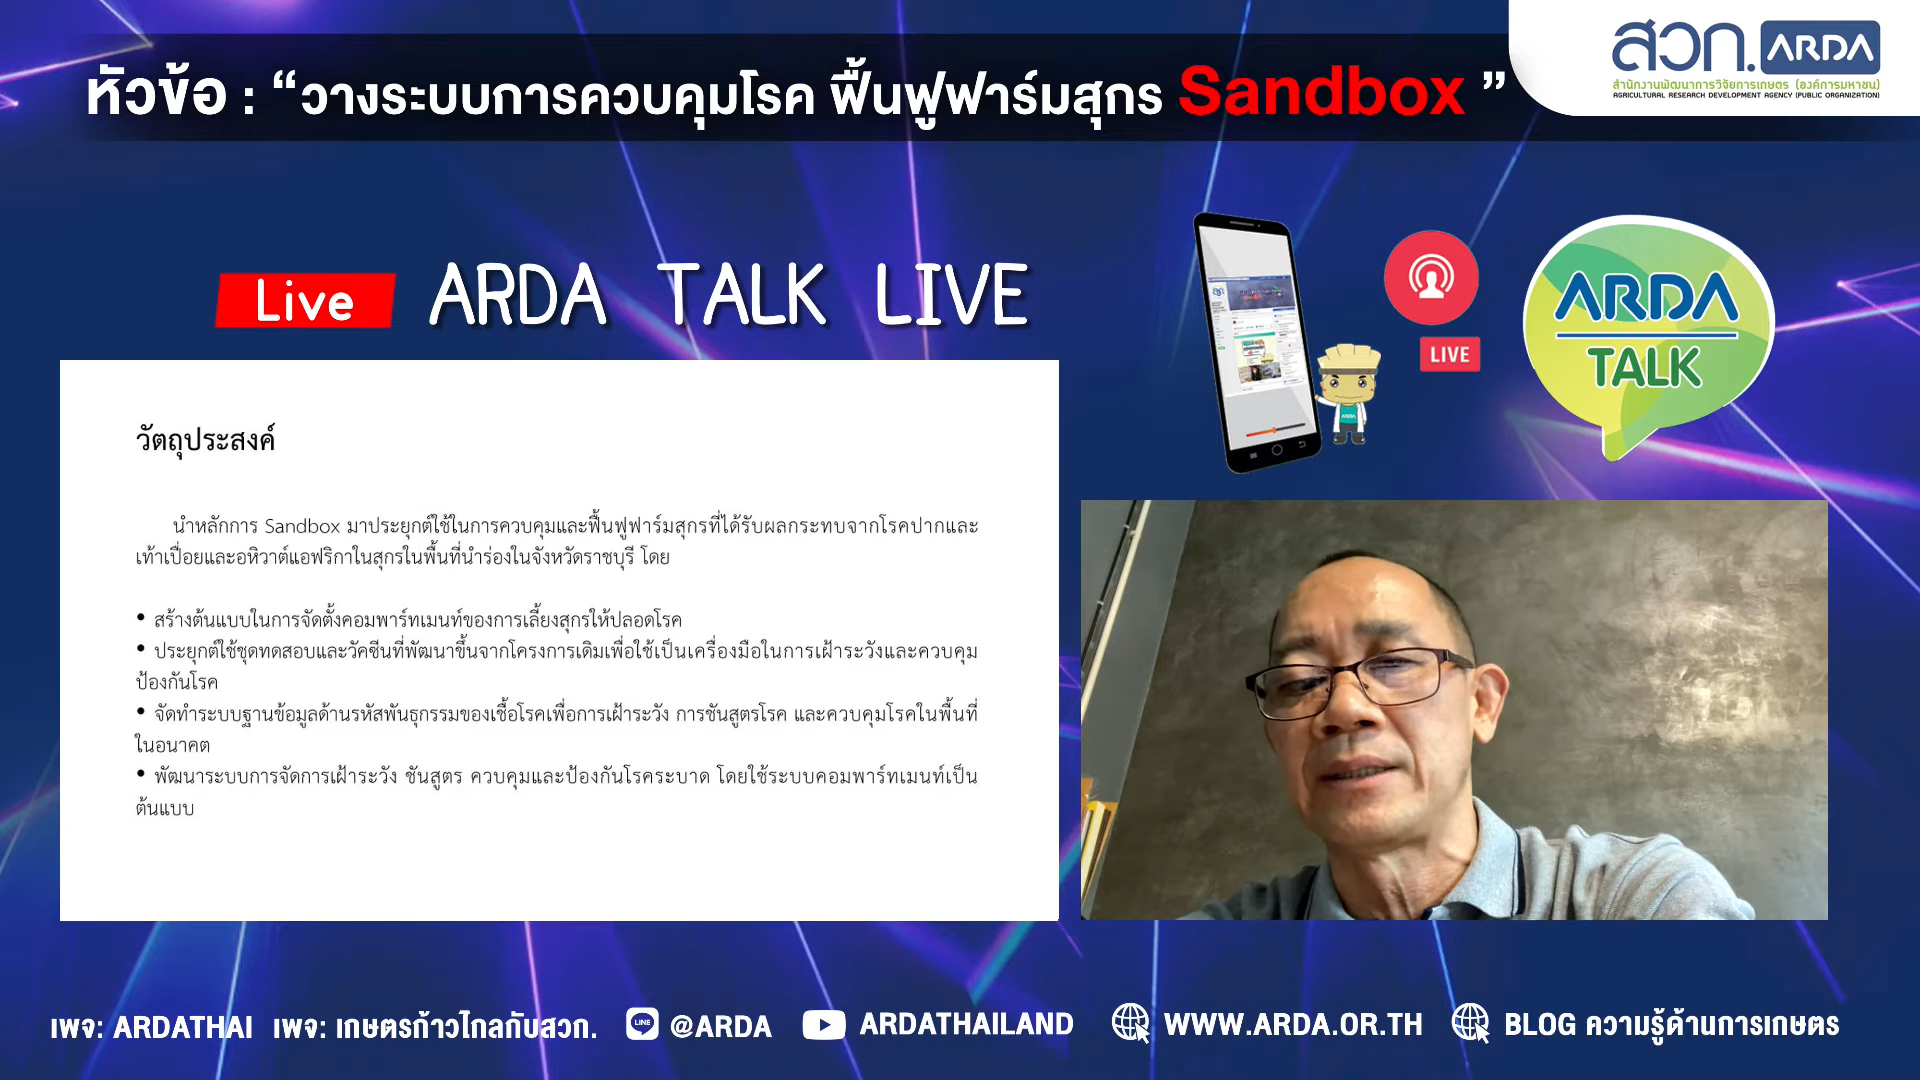 หัวข้อ : “วางระบบการควบคุมโรค ฟื้นฟูฟาร์มสุกร Sandbox ”
สวก. ARDA
สำนักงานพัฒนาการวิจัยการเกษตร (องค์การมหาชน)
AGRICULTURAL RESEARCH DEVELOPMENT AGENCY (PUBLIC ORGANIZATION)
Live ARDA TALK LIVE
LIVE
ARDA
TALK
ARDA
วัตถุประสงค์
นำหลักการ Sandbox มาประยุกต์ใช้ในการควบคุมและฟื้นฟูฟาร์มสุกรที่ได้รับผลกระทบจากโรคปากและ
เท้าเปื่อยและอหิวาต์แอฟริกาในสุกรในพื้นที่นำร่องในจังหวัดราชบุรี โดย
• สร้างต้นแบบในการจัดตั้งคอมพาร์ทเมนท์ของการเลี้ยงสุกรให้ปลอดโรค
• ประยุกต์ใช้ชุดทดสอบและวัคซีนที่พัฒนาขึ้นจากโครงการเดิมเพื่อใช้เป็นเครื่องมือในการเฝ้าระวังและควบคุม
ป้องกันโรค
• จัดทำระบบฐานข้อมูลด้านรหัสพันธุกรรมของเชื้อโรคเพื่อการเฝ้าระวัง การชันสูตรโรค และควบคุมโรคในพื้นที่
ในอนาคต
• พัฒนาระบบการจัดการเฝ้าระวัง ชันสูตร ควบคุมและป้องกันโรคระบาด โดยใช้ระบบคอมพาร์ทเมนท์เป็น
ต้นแบบ
เพจ: ARDATHAI เพจ: เกษตรก้าวไกลกับสวก. LINE @ARDA ARDATHAILAND WWW.ARDA.OR.TH BLOG ความรู้ด้านการเกษตร